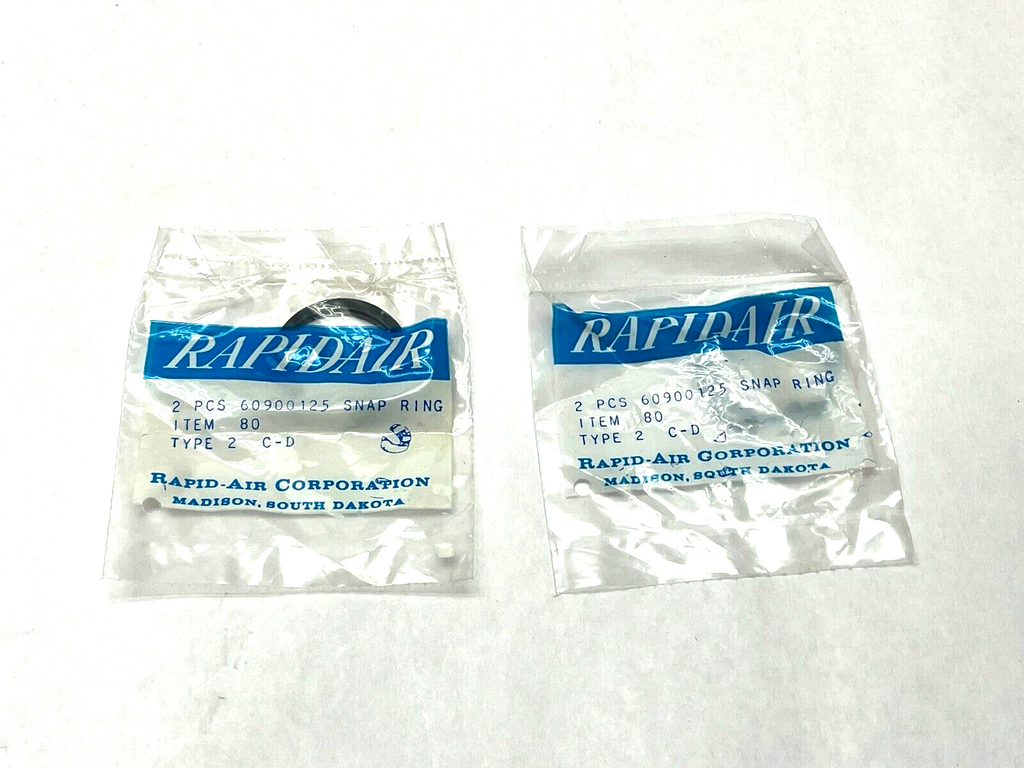 RAPIDAIR
2 PCS 60900125 SNAP RING
ITEM 80
TYPE 2 C-D
RAPID-AIR CORPORATION
MADISON, SOUTH DAKOTA
RAPIDAIR
2 PCS 60900125 SNAP RING
ITEM 80
TYPE 2 C-D
RAPID-AIR CORPORATION
MADISON, SOUTH DAKOTA